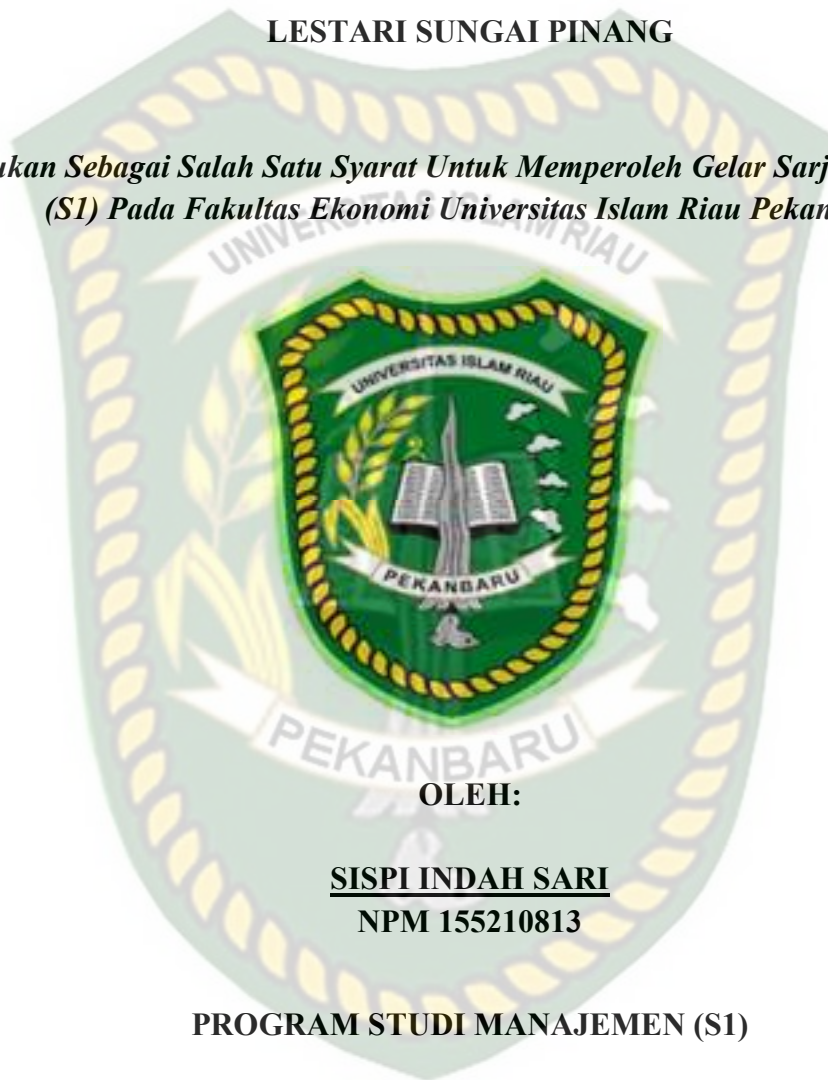 LESTARI SUNGAI PINANG
ukan Sebagai Salah Satu Syarat Untuk Memperoleh Gelar Sarj
(S1) Pada Fakultas Ekonomi Universitas Islam Riau Pekan
UNIVERSITAS ISLAM RIAU
UNIVERSITAS ISLAM RIAU
PEKANBARU
PEKANBARU
OLEH:
SISPI INDAH SARI
NPM 155210813
PROGRAM STUDI MANAJEMEN (S1)